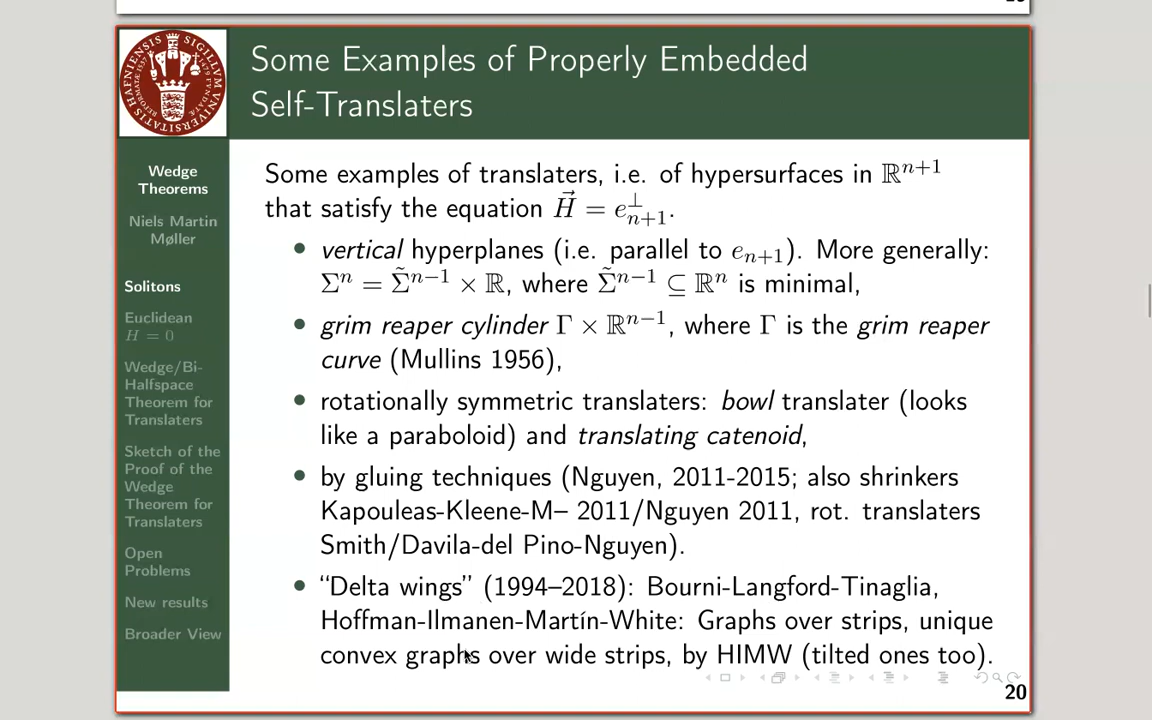 Some Examples of Properly Embedded
Self-Translaters
Wedge
Theorems
Niels Martin
Møller
Solitons
Euclidean
H = 0
Wedge/Bi-
Halfspace
Theorem for
Translaters
Sketch of the
Proof of the
Wedge
Theorem for
Translaters
Open
Problems
New results
Broader View
Some examples of translaters, i.e. of hypersurfaces in ℝⁿ⁺¹
that satisfy the equation H⃗ = e⊥ₙ₊₁.
• vertical hyperplanes (i.e. parallel to eₙ₊₁). More generally:
Σⁿ = Σ̃ⁿ⁻¹ × ℝ, where Σ̃ⁿ⁻¹ ⊆ ℝⁿ is minimal,
• grim reaper cylinder Γ × ℝⁿ⁻¹, where Γ is the grim reaper
curve (Mullins 1956),
• rotationally symmetric translaters: bowl translater (looks
like a paraboloid) and translating catenoid,
• by gluing techniques (Nguyen, 2011-2015; also shrinkers
Kapouleas-Kleene-M– 2011/Nguyen 2011, rot. translaters
Smith/Davila-del Pino-Nguyen).
• “Delta wings” (1994–2018): Bourni-Langford-Tinaglia,
Hoffman-Ilmanen-Martín-White: Graphs over strips, unique
convex graphs over wide strips, by HIMW (tilted ones too).
20